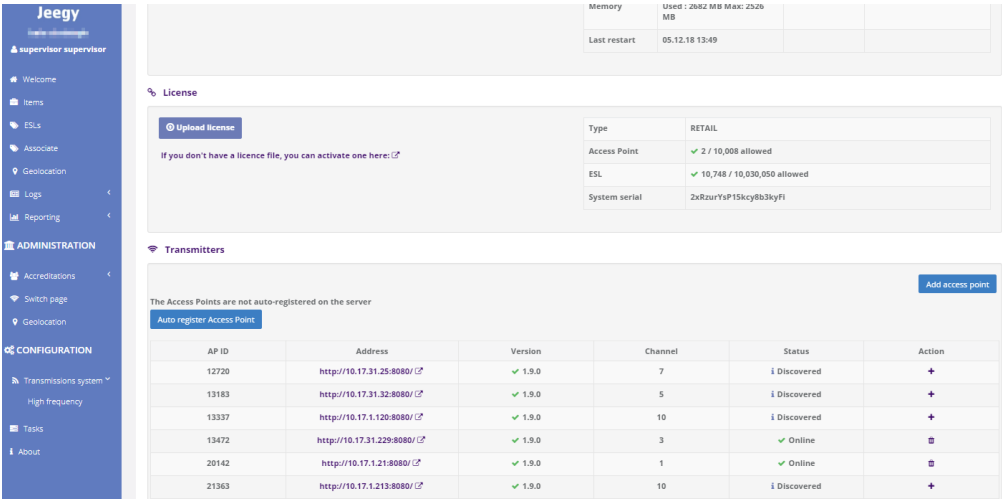 Jeegy
supervisor supervisor
Welcome
Items
ESLs
Associate
Geolocation
Logs
Reporting
ADMINISTRATION
Accreditations
Switch page
Geolocation
CONFIGURATION
Transmissions system
High frequency
Tasks
About
Memory Used : 2682 MB Max: 2526
MB
Last restart 05.12.18 13:49
License
Upload license
If you don't have a licence file, you can activate one here:
Type RETAIL
Access Point 2 / 10,008 allowed
ESL 10,748 / 10,030,050 allowed
System serial 2xRzurYsP15kcy8b3kyFi
Transmitters
Add access point
The Access Points are not auto-registered on the server
Auto register Access Point
AP ID Address Version Channel Status Action
12720 http://10.17.31.25:8080/ 1.9.0 7 Discovered
13183 http://10.17.31.32:8080/ 1.9.0 5 Discovered
13337 http://10.17.1.120:8080/ 1.9.0 10 Discovered
13472 http://10.17.31.229:8080/ 1.9.0 3 Online
20142 http://10.17.1.21:8080/ 1.9.0 1 Online
21363 http://10.17.1.213:8080/ 1.9.0 10 Discovered